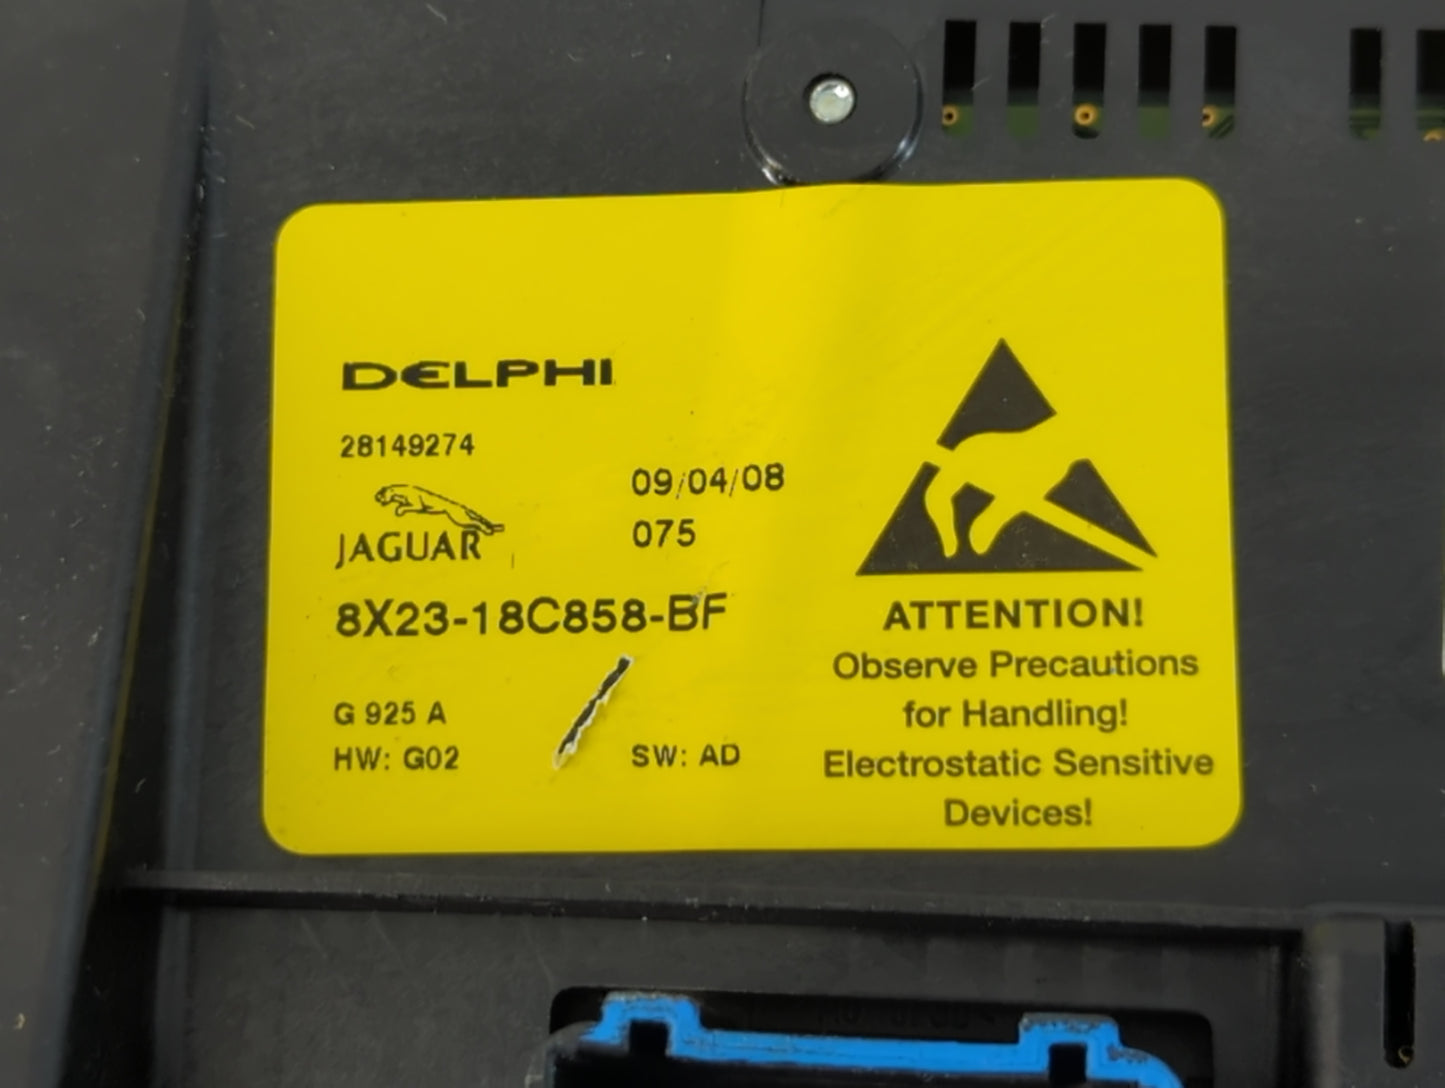 DELPHI
28149274
09/04/08
JAGUAR
075
8X23-18C858-BF
G 925 A
HW: G02
SW: AD
ATTENTION!
Observe Precautions
for Handling!
Electrostatic Sensitive
Devices!